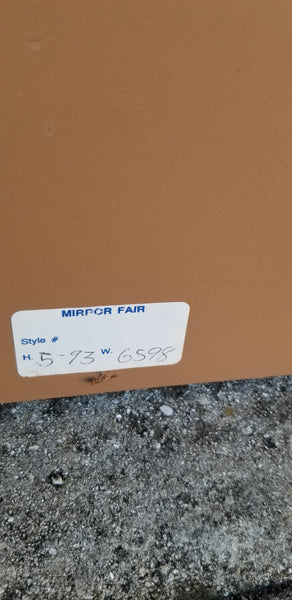 MIRROR FAIR
Style #
H. 5-93 W. 6598